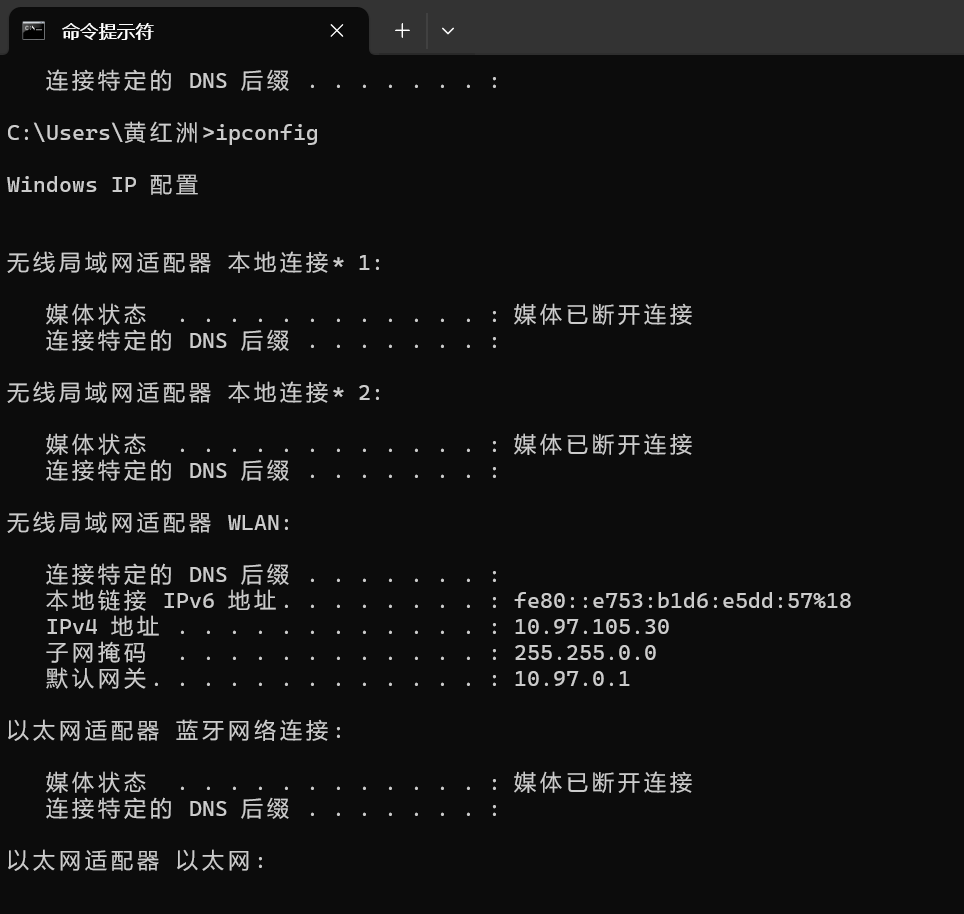 命令提示符
连接特定的 DNS 后缀 . . . . . . . :
C:\Users\黄红洲>ipconfig
Windows IP 配置
无线局域网适配器 本地连接* 1:
媒体状态  . . . . . . . . . . . . : 媒体已断开连接
连接特定的 DNS 后缀 . . . . . . . :
无线局域网适配器 本地连接* 2:
媒体状态  . . . . . . . . . . . . : 媒体已断开连接
连接特定的 DNS 后缀 . . . . . . . :
无线局域网适配器 WLAN:
连接特定的 DNS 后缀 . . . . . . . :
本地链接 IPv6 地址. . . . . . . . : fe80::e753:b1d6:e5dd:57%18
IPv4 地址 . . . . . . . . . . . . : 10.97.105.30
子网掩码  . . . . . . . . . . . . : 255.255.0.0
默认网关. . . . . . . . . . . . . : 10.97.0.1
以太网适配器 蓝牙网络连接:
媒体状态  . . . . . . . . . . . . : 媒体已断开连接
连接特定的 DNS 后缀 . . . . . . . :
以太网适配器 以太网: